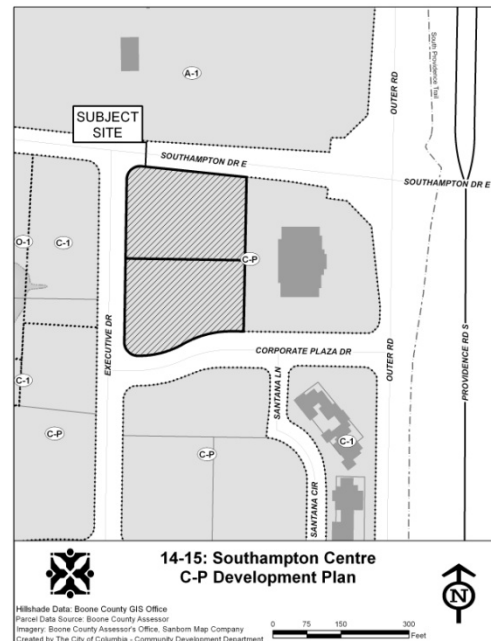 A-1
OUTER RD
South Providence Trail
SUBJECT
SITE
SOUTHAMPTON DR E
SOUTHAMPTON DR E
O-1
C-1
C-P
EXECUTIVE DR
CORPORATE PLAZA DR
OUTER RD
PROVIDENCE RD S
C-1
SANTANA LN
C-P
C-P
C-1
SANTANA CIR
14-15: Southampton Centre
C-P Development Plan
Hillshade Data: Boone County GIS Office
Parcel Data Source: Boone County Assessor
Imagery: Boone County Assessor's Office, Sanborn Map Company
Created by The City of Columbia - Community Development Department
0 75 150 300
Feet
N